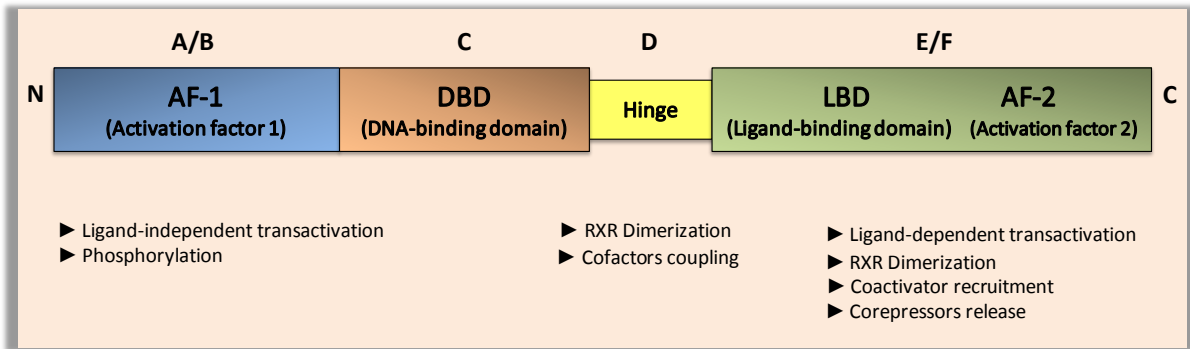 A/B C D E/F
N AF-1 DBD Hinge LBD AF-2 C
(Activation factor 1) (DNA-binding domain) (Ligand-binding domain) (Activation factor 2)
► Ligand-independent transactivation
► Phosphorylation
► RXR Dimerization
► Cofactors coupling
► Ligand-dependent transactivation
► RXR Dimerization
► Coactivator recruitment
► Corepressors release